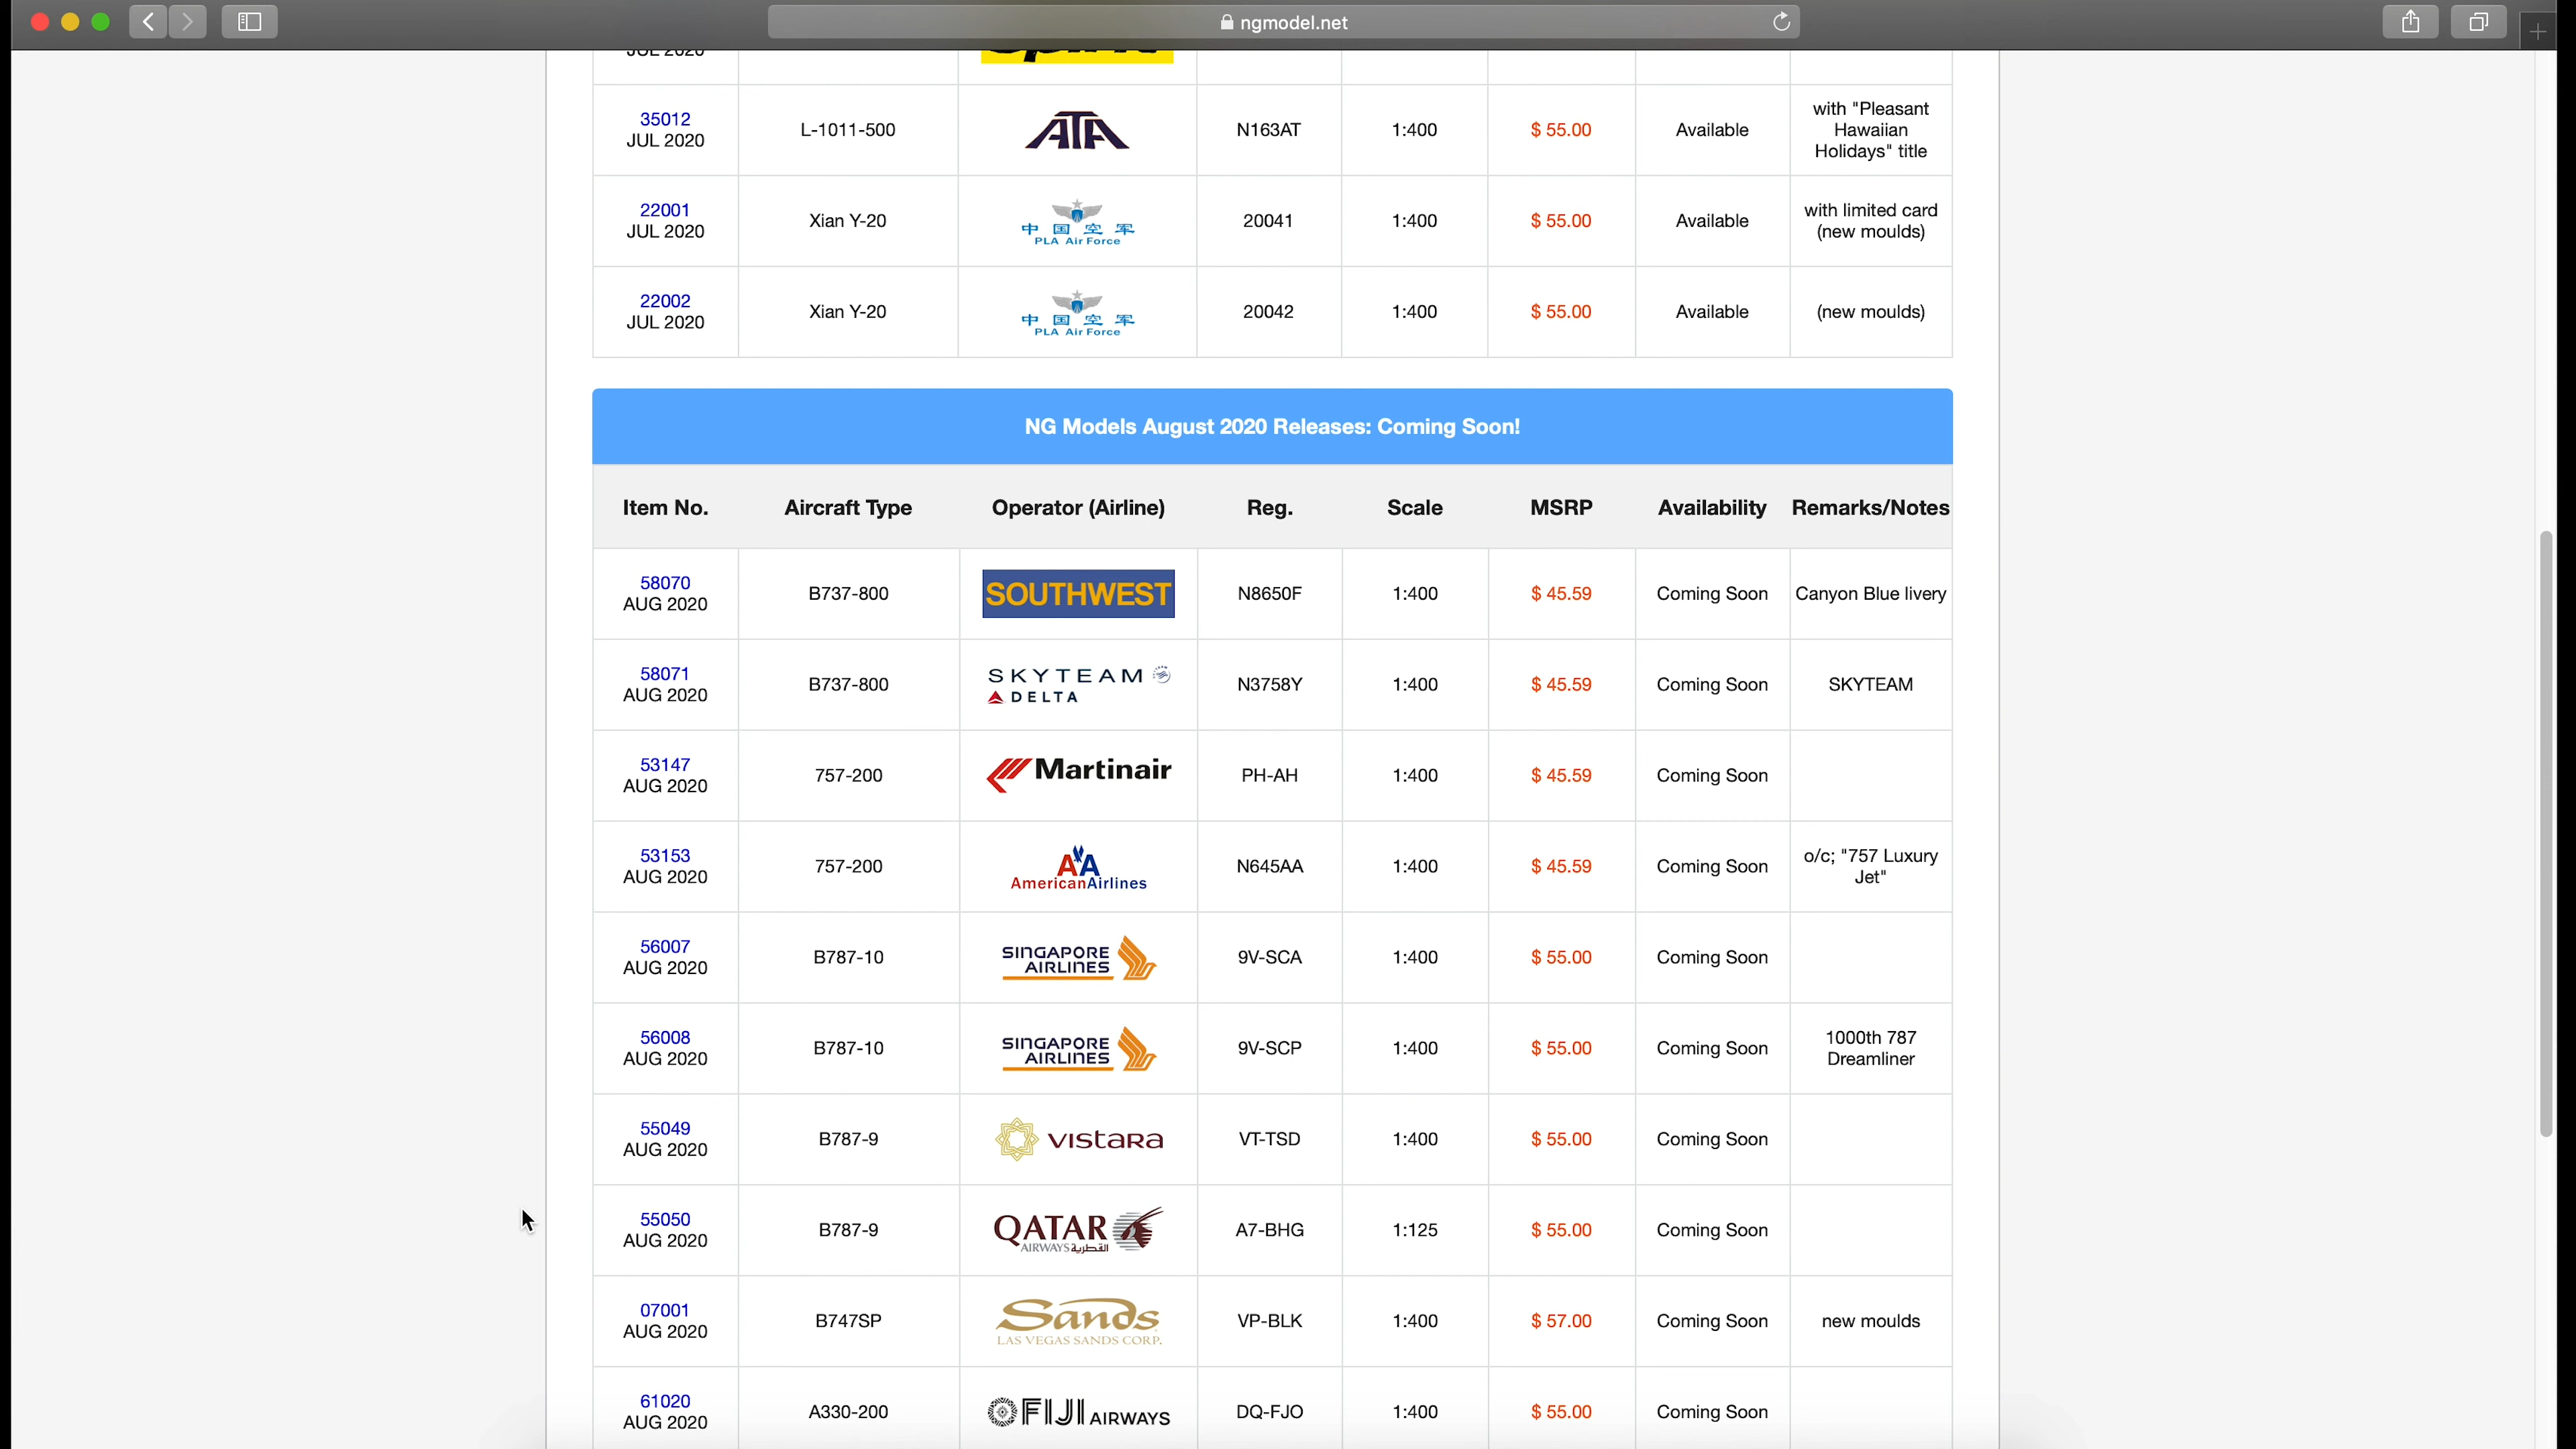 ngmodel.net
JUL 2020
35012
JUL 2020
L-1011-500
ATA
N163AT
1:400
$ 55.00
Available
with "Pleasant
Hawaiian
Holidays" title
22001
JUL 2020
Xian Y-20
中国空军
PLA Air Force
20041
1:400
$ 55.00
Available
with limited card
(new moulds)
22002
JUL 2020
Xian Y-20
中国空军
PLA Air Force
20042
1:400
$ 55.00
Available
(new moulds)
NG Models August 2020 Releases: Coming Soon!
Item No. Aircraft Type Operator (Airline) Reg. Scale MSRP Availability Remarks/Notes
58070
AUG 2020
B737-800
SOUTHWEST
N8650F
1:400
$ 45.59
Coming Soon
Canyon Blue livery
58071
AUG 2020
B737-800
SKYTEAM
DELTA
N3758Y
1:400
$ 45.59
Coming Soon
SKYTEAM
53147
AUG 2020
757-200
Martinair
PH-AH
1:400
$ 45.59
Coming Soon
53153
AUG 2020
757-200
AA
AmericanAirlines
N645AA
1:400
$ 45.59
Coming Soon
o/c; "757 Luxury
Jet"
56007
AUG 2020
B787-10
SINGAPORE
AIRLINES
9V-SCA
1:400
$ 55.00
Coming Soon
56008
AUG 2020
B787-10
SINGAPORE
AIRLINES
9V-SCP
1:400
$ 55.00
Coming Soon
1000th 787
Dreamliner
55049
AUG 2020
B787-9
VISTARA
VT-TSD
1:400
$ 55.00
Coming Soon
55050
AUG 2020
B787-9
QATAR
AIRWAYS القطرية
A7-BHG
1:125
$ 55.00
Coming Soon
07001
AUG 2020
B747SP
Sands
LAS VEGAS SANDS CORP.
VP-BLK
1:400
$ 57.00
Coming Soon
new moulds
61020
AUG 2020
A330-200
FIJI AIRWAYS
DQ-FJO
1:400
$ 55.00
Coming Soon